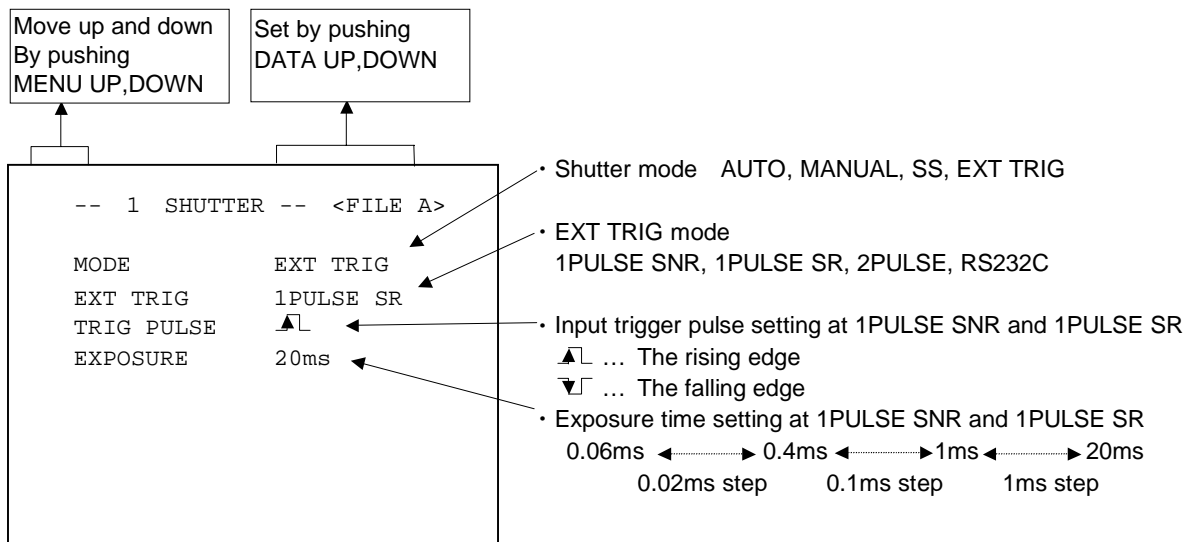 Move up and down
By pushing
MENU UP,DOWN
Set by pushing
DATA UP,DOWN
-- 1 SHUTTER -- <FILE A>
MODE EXT TRIG
EXT TRIG 1PULSE SR
TRIG PULSE
EXPOSURE 20ms
・Shutter mode AUTO, MANUAL, SS, EXT TRIG
・EXT TRIG mode
1PULSE SNR, 1PULSE SR, 2PULSE, RS232C
・Input trigger pulse setting at 1PULSE SNR and 1PULSE SR
… The rising edge
… The falling edge
・Exposure time setting at 1PULSE SNR and 1PULSE SR
0.06ms 0.4ms 1ms 20ms
0.02ms step 0.1ms step 1ms step